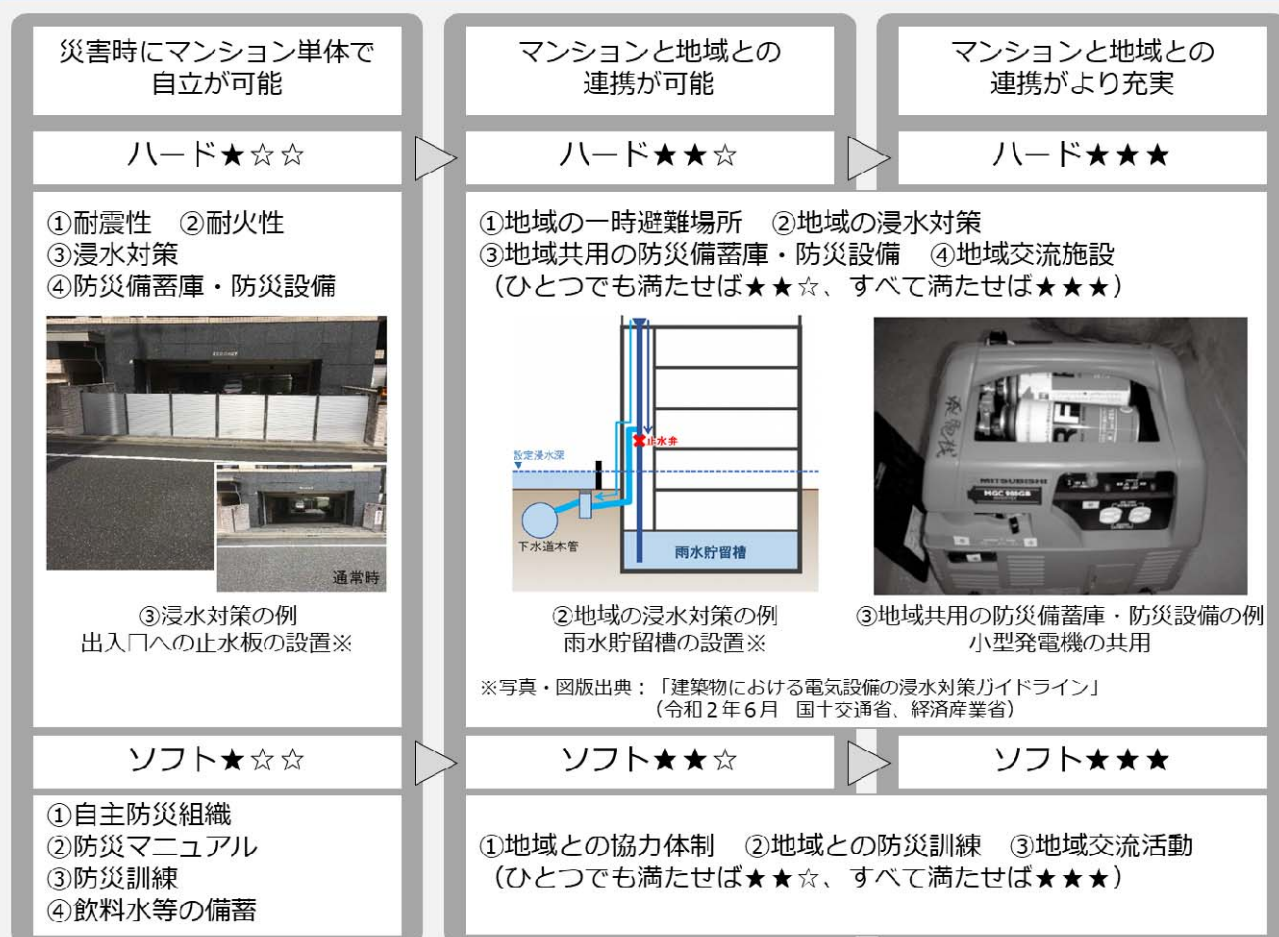 災害時にマンション単体で
自立が可能
マンションと地域との
連携が可能
マンションと地域との
連携がより充実
ハード★☆☆
ハード★★☆
ハード★★★
①耐震性　②耐火性
③浸水対策
④防災備蓄庫・防災設備
通常時
③浸水対策の例
出入口への止水板の設置※
①地域の一時避難場所　②地域の浸水対策
③地域共用の防災備蓄庫・防災設備　④地域交流施設
（ひとつでも満たせば★★☆、すべて満たせば★★★）
止水弁
設定浸水深
下水道本管
雨水貯留槽
②地域の浸水対策の例
雨水貯留槽の設置※
MITSUBISHI
MGC900GB
③地域共用の防災備蓄庫・防災設備の例
小型発電機の共用
※写真・図版出典：「建築物における電気設備の浸水対策ガイドライン」
（令和２年６月　国土交通省、経済産業省）
ソフト★☆☆
ソフト★★☆
ソフト★★★
①自主防災組織
②防災マニュアル
③防災訓練
④飲料水等の備蓄
①地域との協力体制　②地域との防災訓練　③地域交流活動
（ひとつでも満たせば★★☆、すべて満たせば★★★）